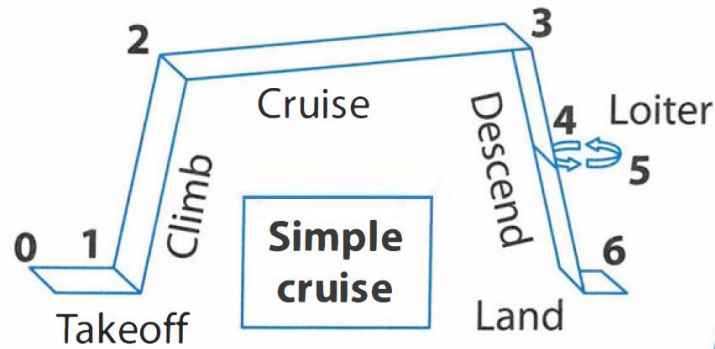 2
3
Cruise
4 Loiter
5
Climb
Descend
0 1
Simple
cruise
6
Takeoff
Land